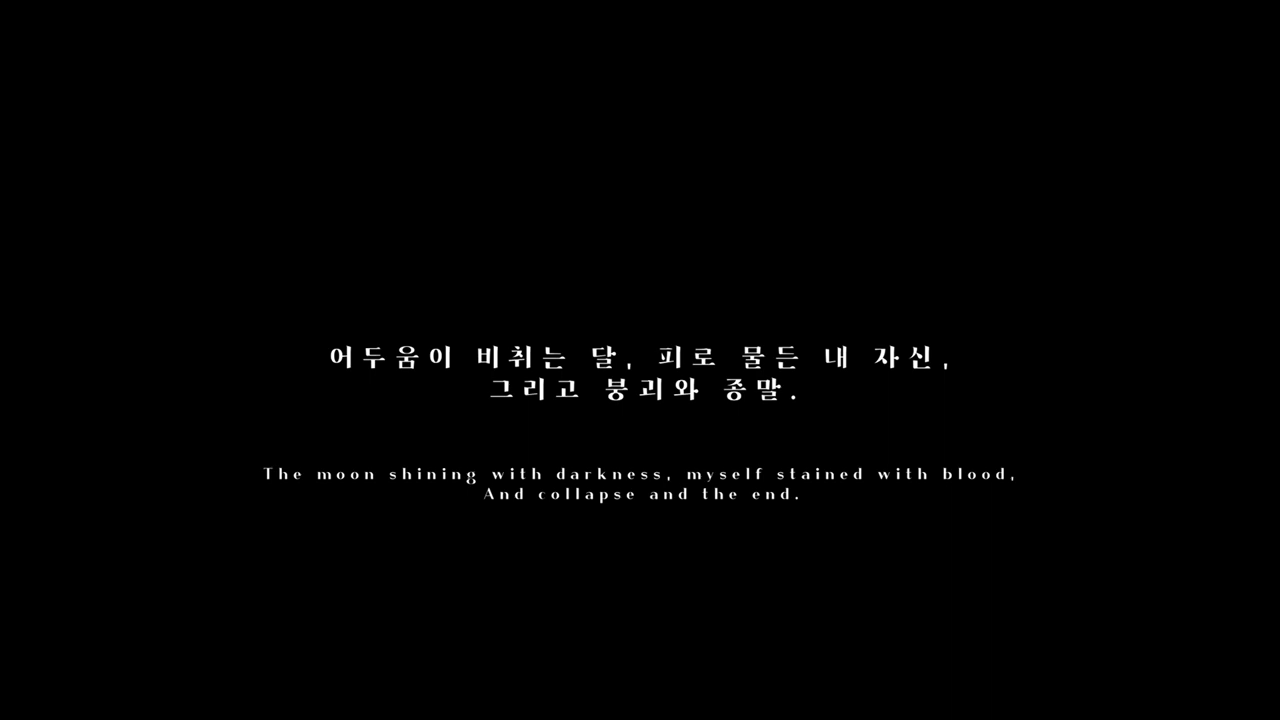 어두움이 비취는 달, 피로 물든 내 자신,
그리고 붕괴와 종말.
The moon shining with darkness, myself stained with blood,
And collapse and the end.